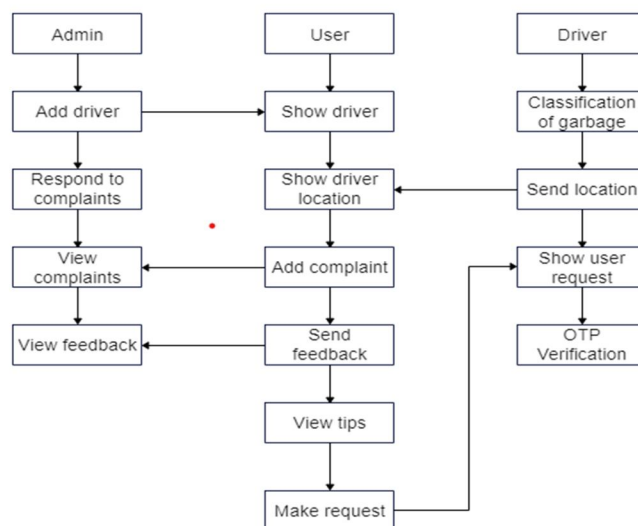 Admin
User
Driver
Add driver
Show driver
Classification
of garbage
Respond to
complaints
Show driver
location
Send location
View
complaints
Add complaint
Show user
request
View feedback
Send
feedback
OTP
Verification
View tips
Make request